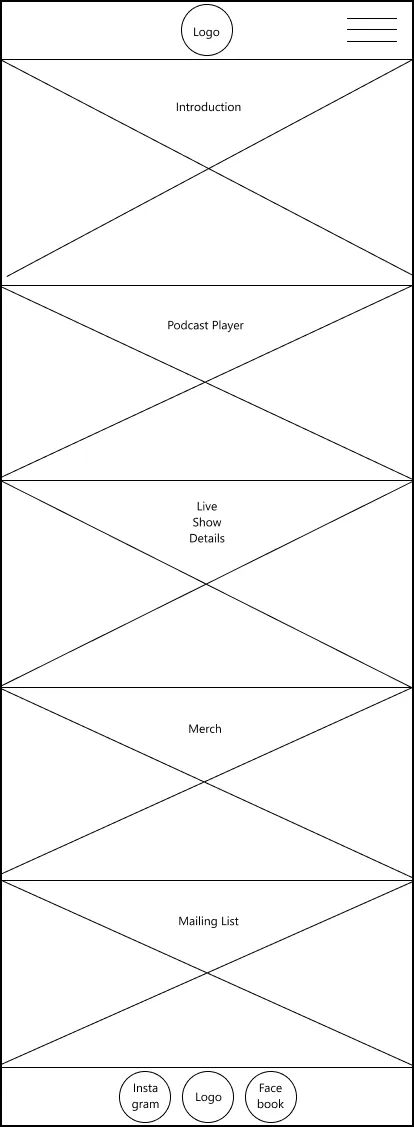 Logo
Introduction
Podcast Player
Live
Show
Details
Merch
Mailing List
Insta
gram
Logo
Face
book